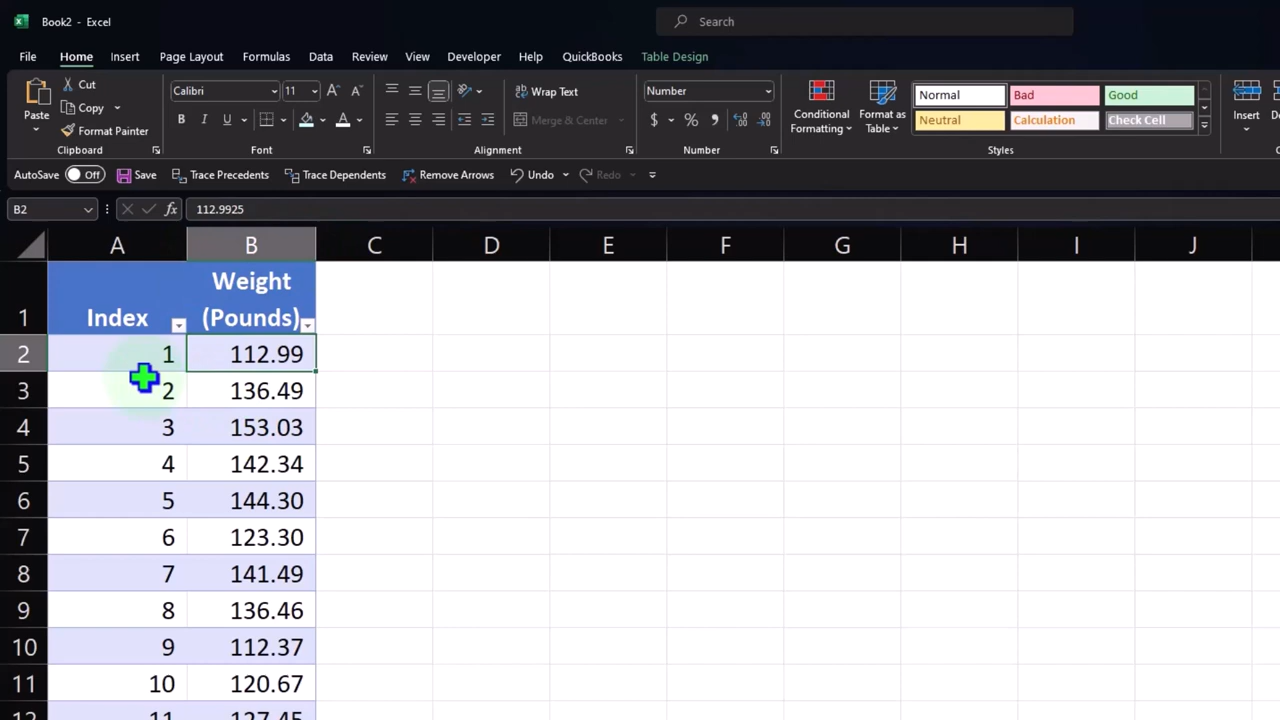 Book2 - Excel
Search
File Home Insert Page Layout Formulas Data Review View Developer Help QuickBooks Table Design
Cut
Calibri 11
Wrap Text
Number
Normal Bad Good
Copy
Paste
Conditional Formatting
Format as Table
Insert
Format Painter
B I U
Merge & Center
$ % ,
Neutral Calculation Check Cell
Clipboard Font Alignment Number Styles
AutoSave Off Save Trace Precedents Trace Dependents Remove Arrows Undo Redo
B2 fx 112.9925
A B C D E F G H I J
1 Index Weight (Pounds)
2 1 112.99
3 2 136.49
4 3 153.03
5 4 142.34
6 5 144.30
7 6 123.30
8 7 141.49
9 8 136.46
10 9 112.37
11 10 120.67
12 11 127.45